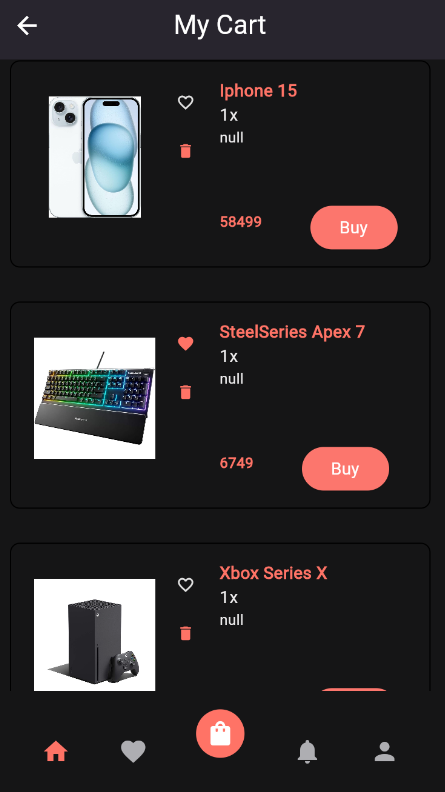 My Cart
Iphone 15
1x
null
58499
Buy
SteelSeries Apex 7
1x
null
6749
Buy
Xbox Series X
1x
null